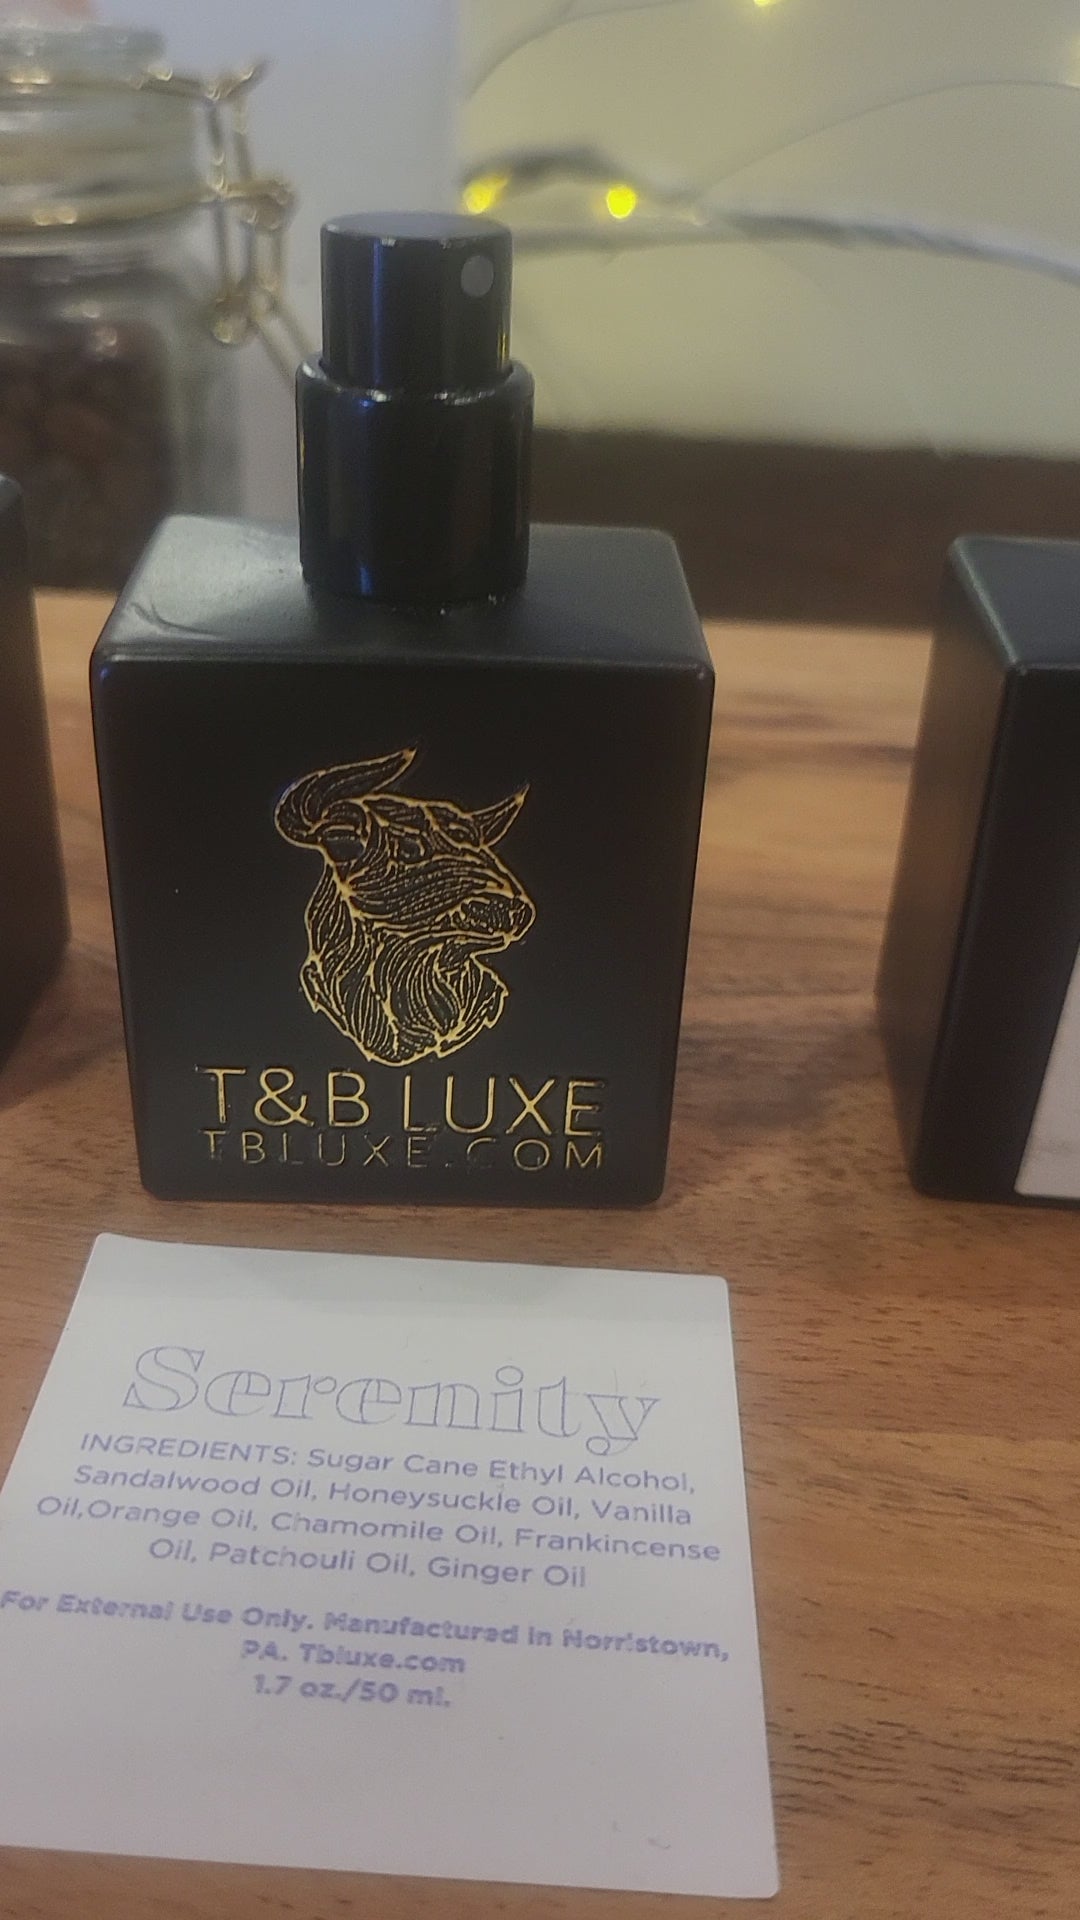 T&B LUXE
TBLUXE.COM
Serenity
INGREDIENTS: Sugar Cane Ethyl Alcohol,
Sandalwood Oil, Honeysuckle Oil, Vanilla
Oil,Orange Oil, Chamomile Oil, Frankincense
Oil, Patchouli Oil, Ginger Oil
For External Use Only. Manufactured in Norristown,
PA. Tbluxe.com
1.7 oz./50 ml.